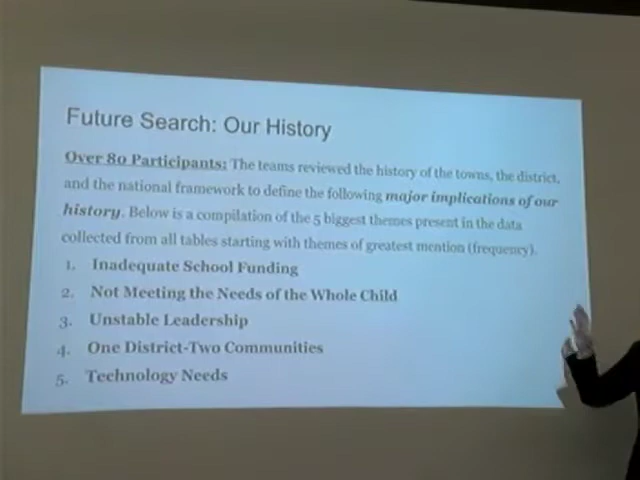 Future Search: Our History
Over 80 Participants: The teams reviewed the history of the towns, the district,
and the national framework to define the following major implications of our
history. Below is a compilation of the 5 biggest themes present in the data
collected from all tables starting with themes of greatest mention (frequency).
1. Inadequate School Funding
2. Not Meeting the Needs of the Whole Child
3. Unstable Leadership
4. One District-Two Communities
5. Technology Needs